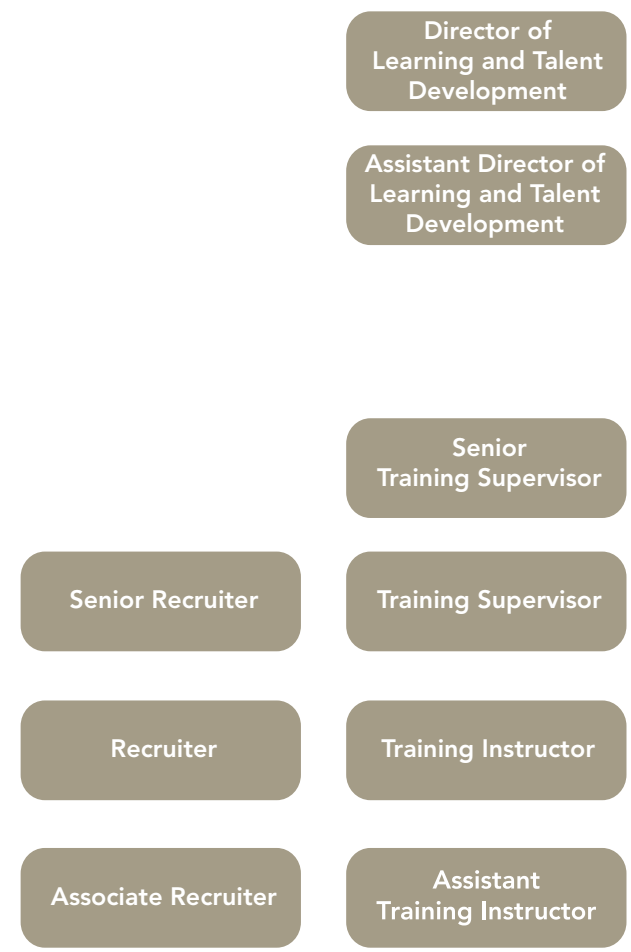 Director of
Learning and Talent
Development
Assistant Director of
Learning and Talent
Development
Senior
Training Supervisor
Senior Recruiter
Training Supervisor
Recruiter
Training Instructor
Associate Recruiter
Assistant
Training Instructor